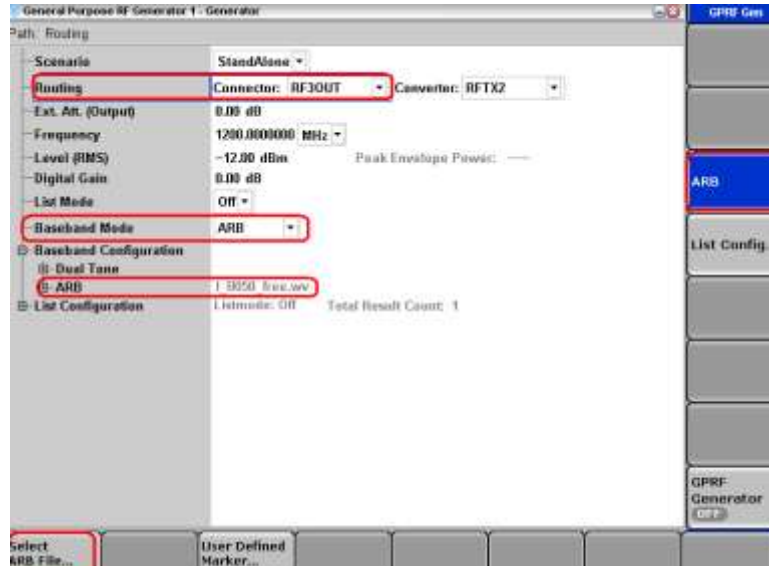 General Purpose RF Generator 1 - Generator
GPRF Gen
Path: Routing
Scenario StandAlone
Routing Connector: RF3OUT Converter: RFTX2
Ext. Att. (Output) 0.00 dB
Frequency 1200.0000000 MHz
Level (RMS) -12.00 dBm Peak Envelope Power: ---
Digital Gain 0.00 dB
List Mode Off
Baseband Mode ARB
Baseband Configuration
Dual Tone
ARB
List Configuration Listmode: Off Total Result Count: 1
ARB
List Config.
GPRF
Generator
OFF
Select
ARB File...
User Defined
Marker...